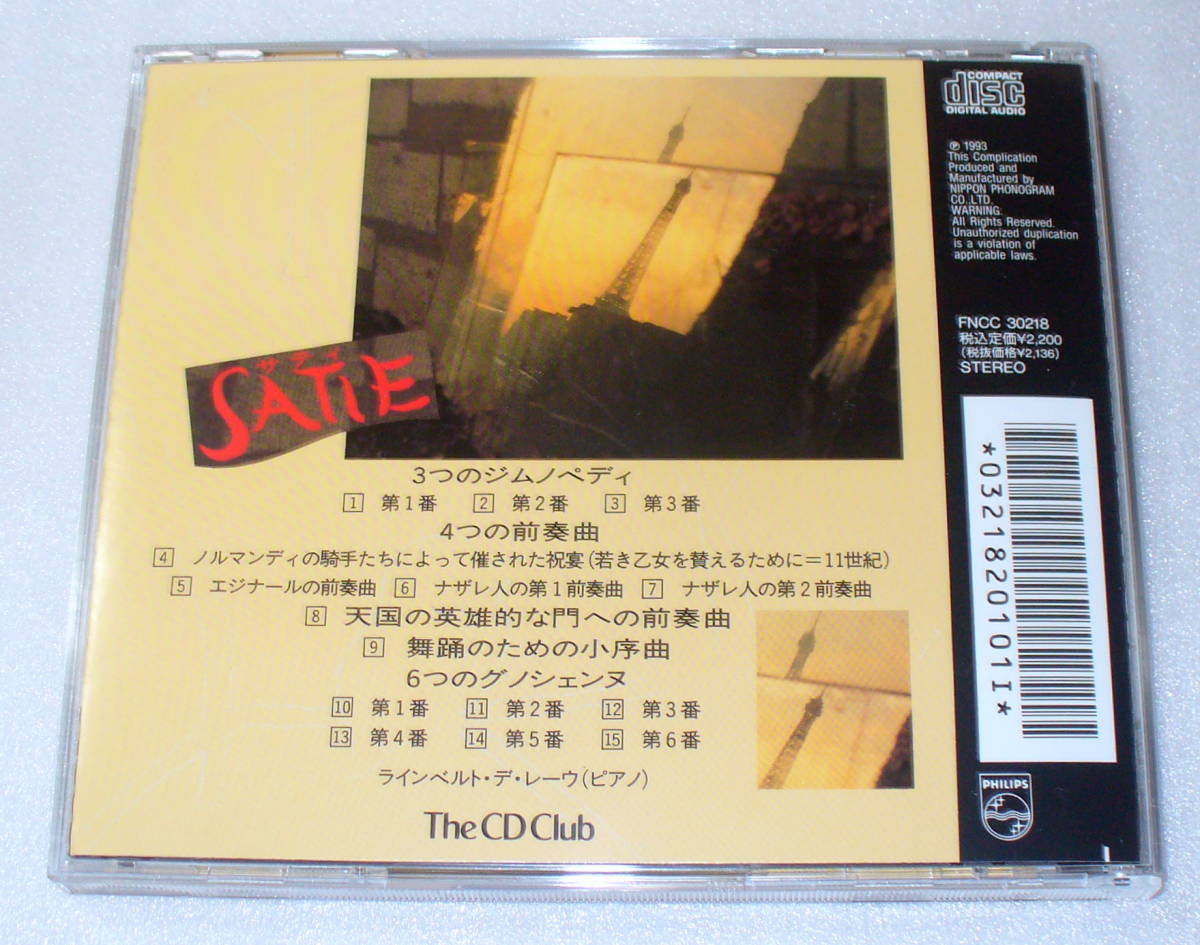 サティ
SATIE
3つのジムノペディ
1 第1番 2 第2番 3 第3番
4つの前奏曲
4 ノルマンディの騎手たちによって催された祝宴(若き乙女を賛えるために=11世紀)
5 エジナールの前奏曲 6 ナザレ人の第1前奏曲 7 ナザレ人の第2前奏曲
8 天国の英雄的な門への前奏曲
9 舞踊のための小序曲
6つのグノシェンヌ
10 第1番 11 第2番 12 第3番
13 第4番 14 第5番 15 第6番
ラインベルト・デ・レーウ(ピアノ)
The CD Club
COMPACT
disc
DIGITAL AUDIO
℗ 1993
This Complication
Produced and
Manufactured by
NIPPON PHONOGRAM
CO.,LTD.
WARNING:
All Rights Reserved.
Unauthorized duplication
is a violation of
applicable laws.
FNCC 30218
税込定価¥2,200
(税抜価格¥2,136)
STEREO
*0321820101I*
PHILIPS